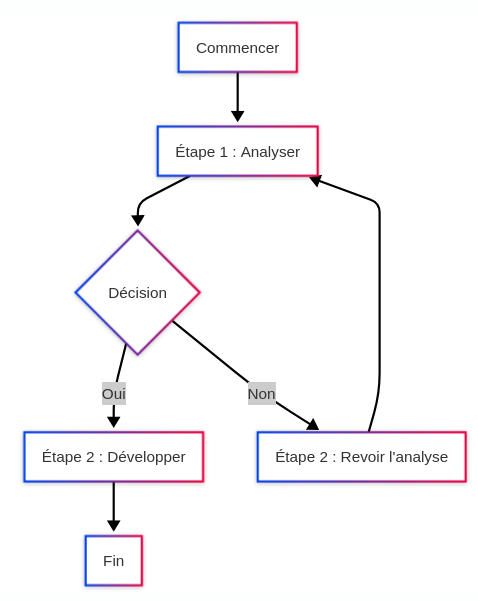 Commencer
Étape 1 : Analyser
Décision
Oui
Non
Étape 2 : Développer
Étape 2 : Revoir l'analyse
Fin